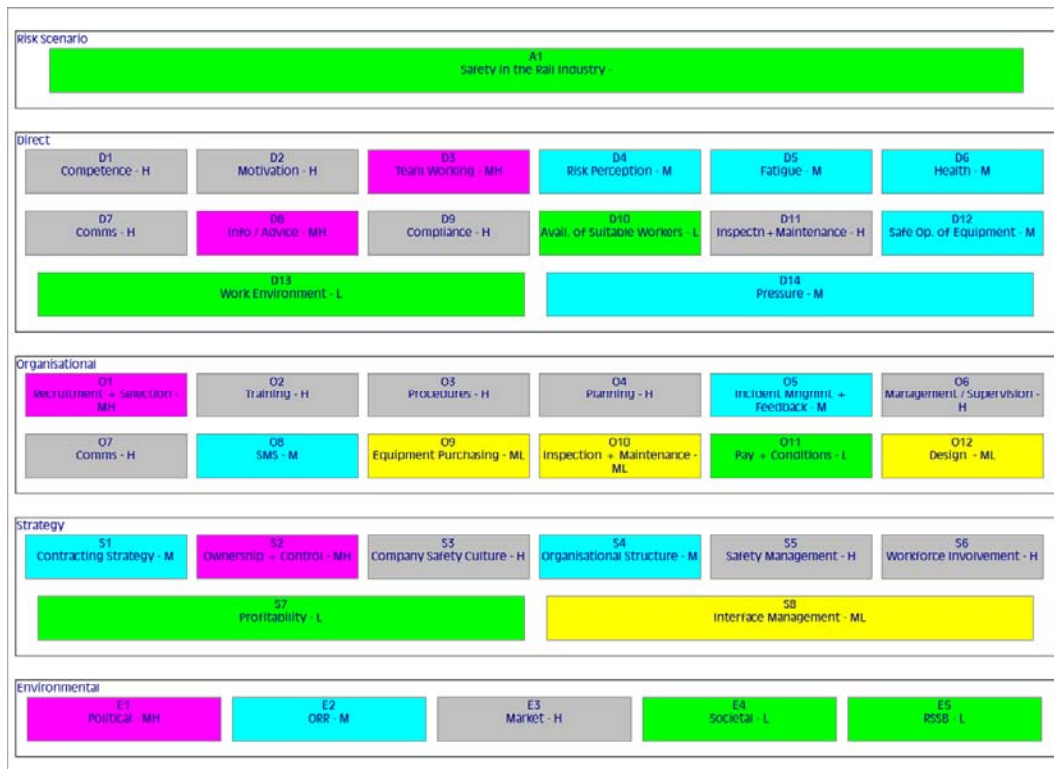 Risk Scenario
A1
Safety in the Rail Industry -
Direct
D1
Competence - H
D2
Motivation - H
D3
Team Working - MH
D4
Risk Perception - M
D5
Fatigue - M
D6
Health - M
D7
Comms - H
D8
Info / Advice - MH
D9
Compliance - H
D10
Avail. of Suitable Workers - L
D11
Inspectn + Maintenance - H
D12
Safe Op. of Equipment - M
D13
Work Environment - L
D14
Pressure - M
Organisational
O1
Recruitment + Selection -
MH
O2
Training - H
O3
Procedures - H
O4
Planning - H
O5
Incident Mngmnt +
Feedback - M
O6
Management / Supervision -
H
O7
Comms - H
O8
SMS - M
O9
Equipment Purchasing - ML
O10
Inspection + Maintenance -
ML
O11
Pay + Conditions - L
O12
Design - ML
Strategy
S1
Contracting Strategy - M
S2
Ownership + Control - MH
S3
Company Safety Culture - H
S4
Organisational Structure - M
S5
Safety Management - H
S6
Workforce Involvement - H
S7
Profitability - L
S8
Interface Management - ML
Environmental
E1
Political - MH
E2
ORR - M
E3
Market - H
E4
Societal - L
E5
RSSB - L